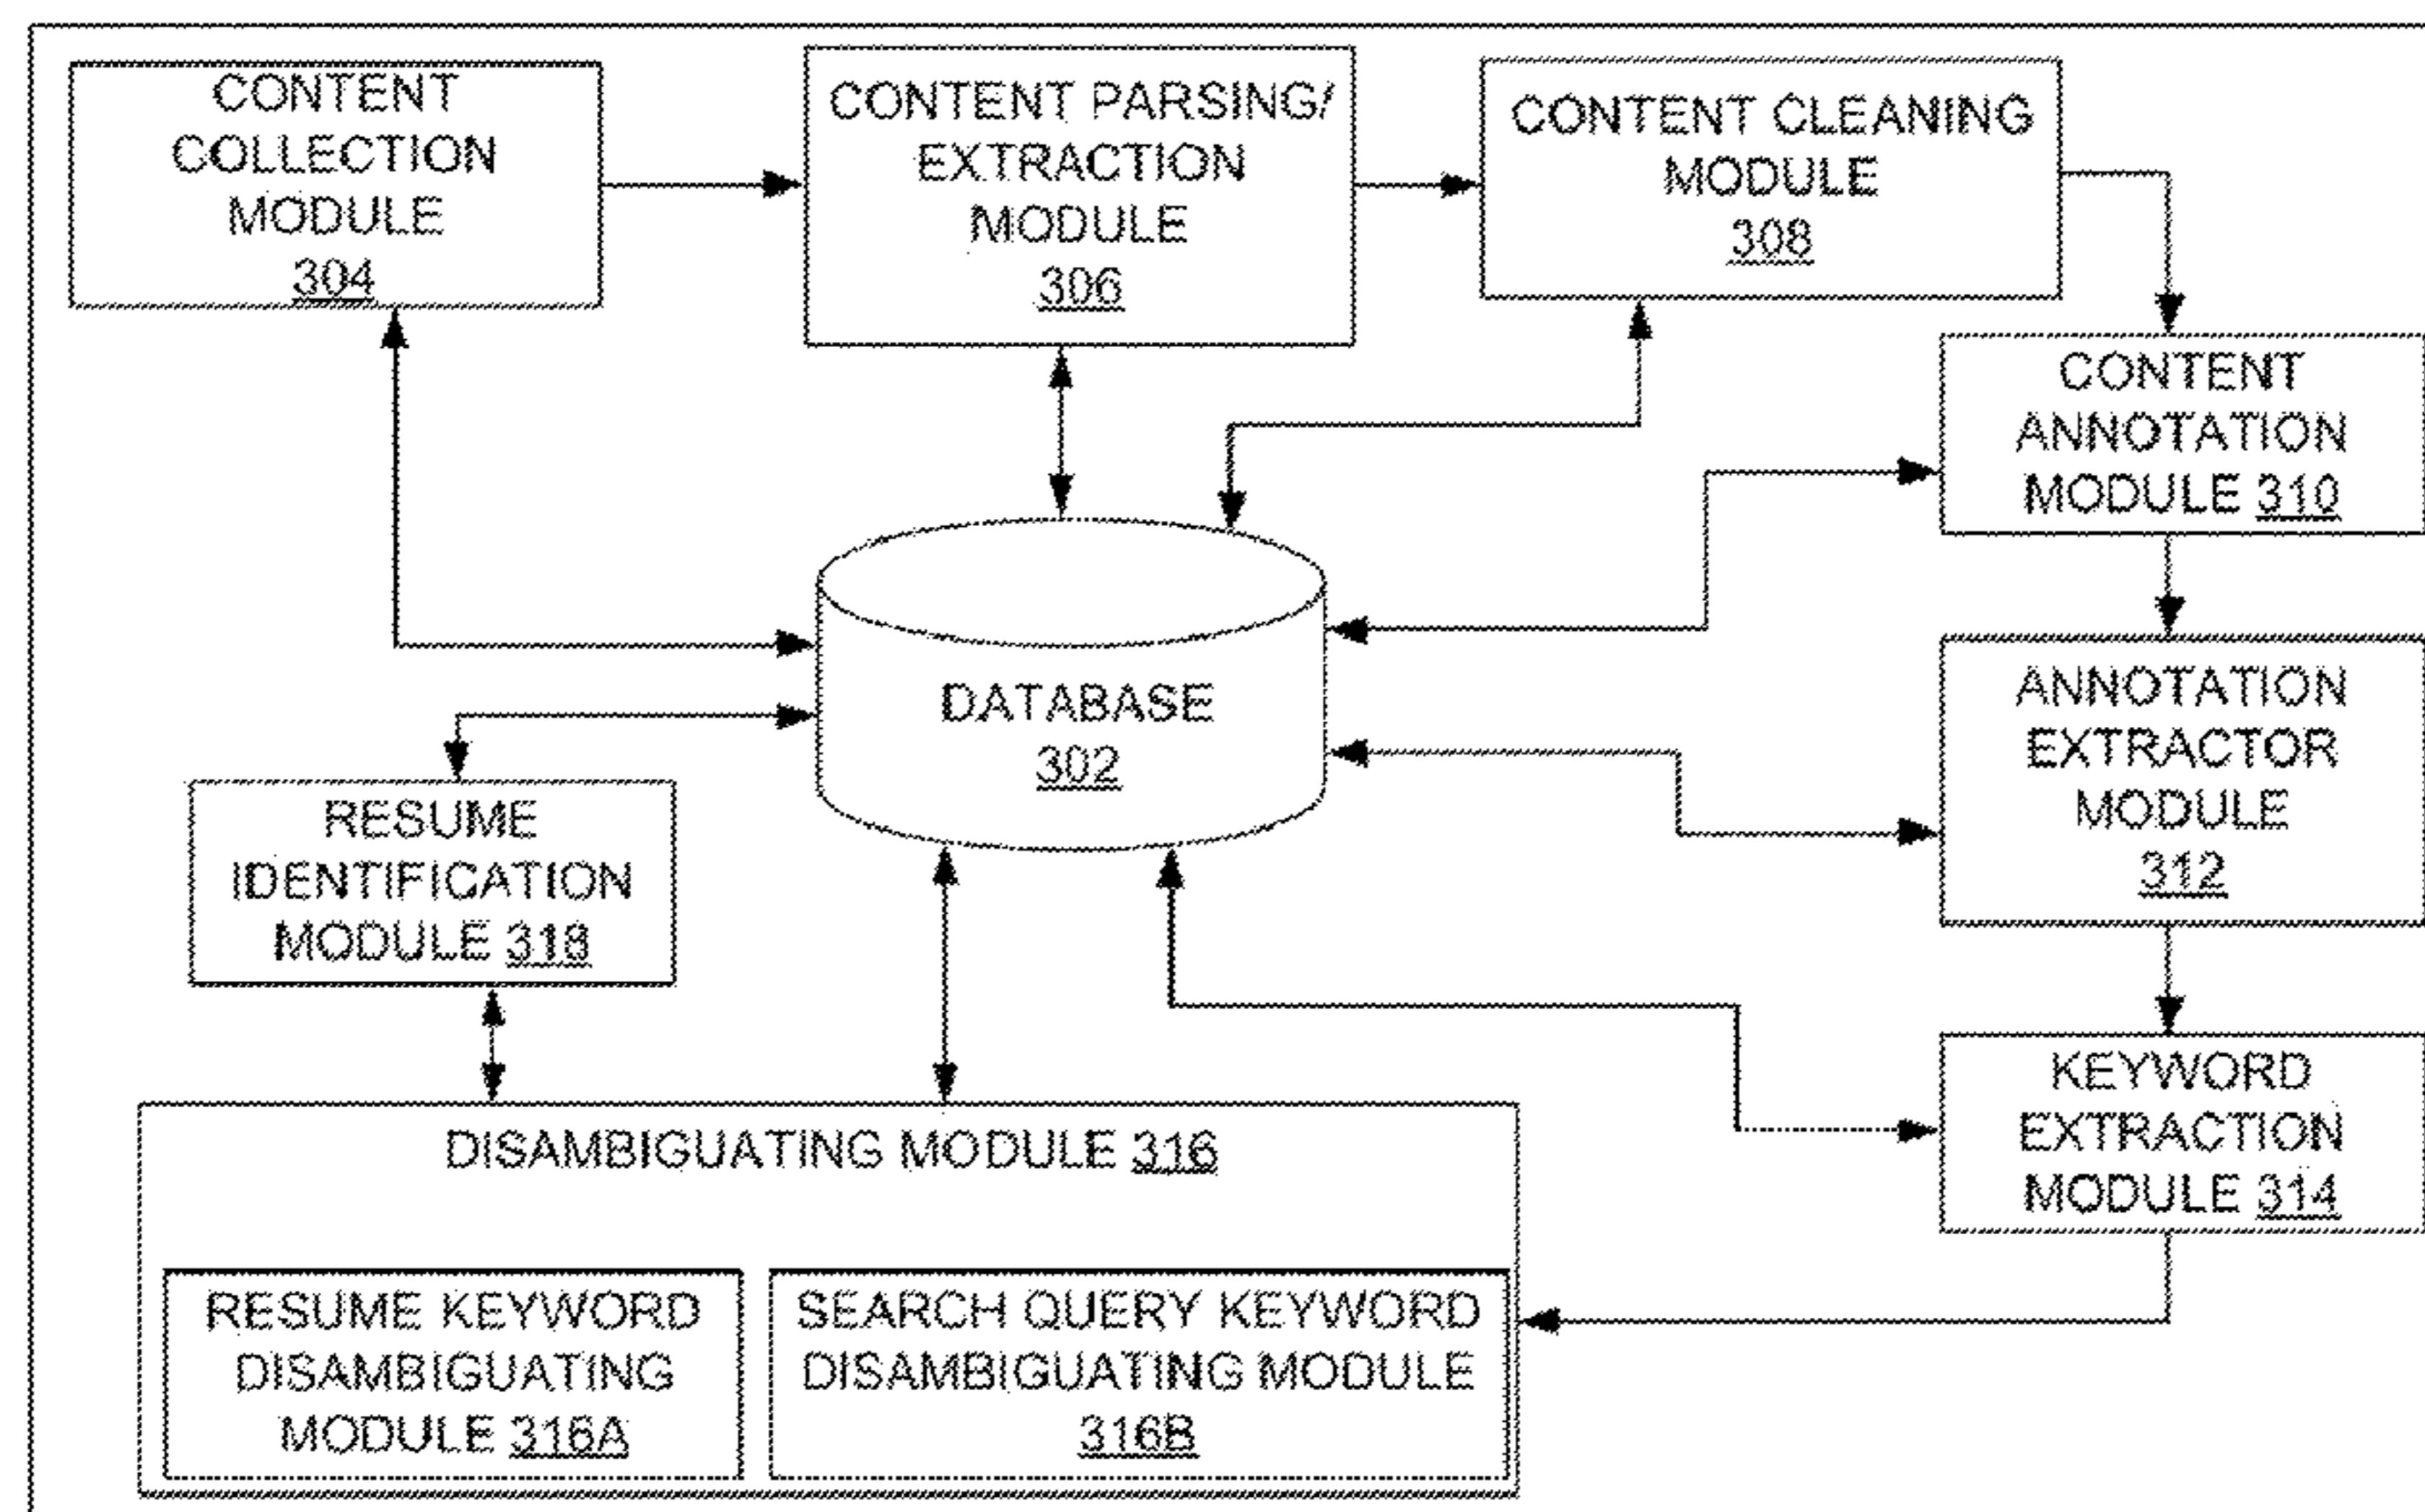 CONTENT
COLLECTION
MODULE
304
CONTENT PARSING/
EXTRACTION
MODULE
306
CONTENT CLEANING
MODULE
308
CONTENT
ANNOTATION
MODULE 310
DATABASE
302
ANNOTATION
EXTRACTOR
MODULE
312
RESUME
IDENTIFICATION
MODULE 318
KEYWORD
EXTRACTION
MODULE 314
DISAMBIGUATING MODULE 316
RESUME KEYWORD
DISAMBIGUATING
MODULE 316A
SEARCH QUERY KEYWORD
DISAMBIGUATING MODULE
316B